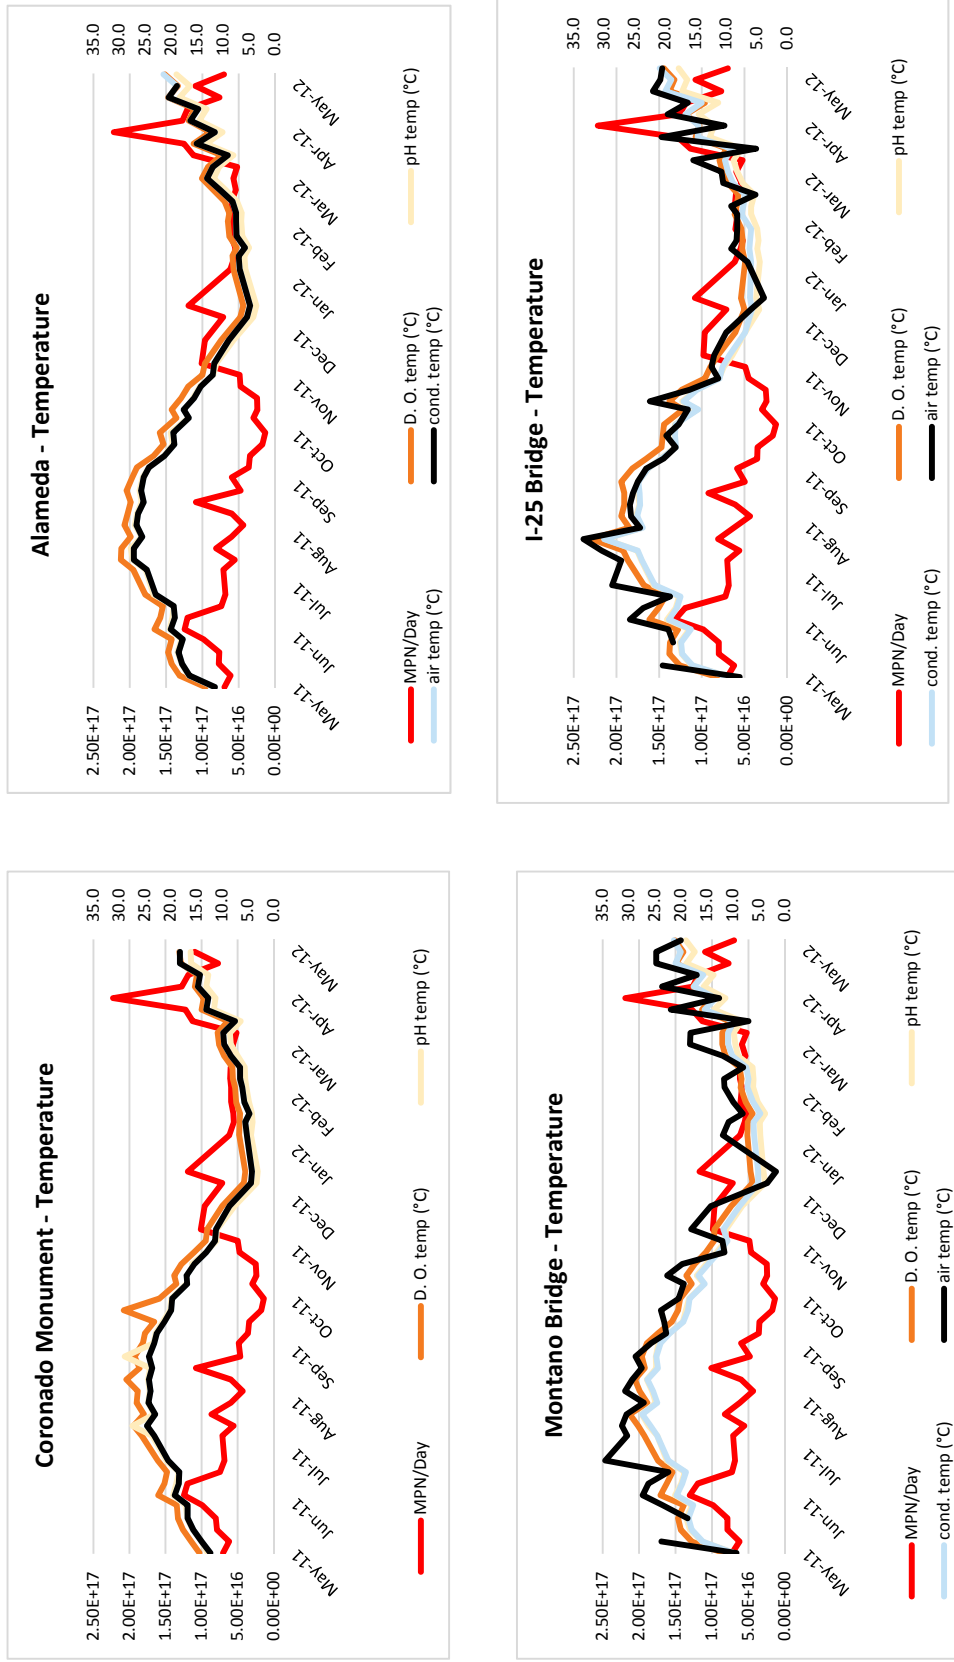 Coronado Monument - Temperature
2.50E+17
2.00E+17
1.50E+17
1.00E+17
5.00E+16
0.00E+00
35.0
30.0
25.0
20.0
15.0
10.0
5.0
0.0
May-11
Jun-11
Jul-11
Aug-11
Sep-11
Oct-11
Nov-11
Dec-11
Jan-12
Feb-12
Mar-12
Apr-12
May-12
MPN/Day
D. O. temp (°C)
pH temp (°C)
Alameda - Temperature
2.50E+17
2.00E+17
1.50E+17
1.00E+17
5.00E+16
0.00E+00
35.0
30.0
25.0
20.0
15.0
10.0
5.0
0.0
May-11
Jun-11
Jul-11
Aug-11
Sep-11
Oct-11
Nov-11
Dec-11
Jan-12
Feb-12
Mar-12
Apr-12
May-12
MPN/Day
D. O. temp (°C)
pH temp (°C)
air temp (°C)
cond. temp (°C)
Montano Bridge - Temperature
2.50E+17
2.00E+17
1.50E+17
1.00E+17
5.00E+16
0.00E+00
35.0
30.0
25.0
20.0
15.0
10.0
5.0
0.0
May-11
Jun-11
Jul-11
Aug-11
Sep-11
Oct-11
Nov-11
Dec-11
Jan-12
Feb-12
Mar-12
Apr-12
May-12
MPN/Day
D. O. temp (°C)
pH temp (°C)
cond. temp (°C)
air temp (°C)
I-25 Bridge - Temperature
2.50E+17
2.00E+17
1.50E+17
1.00E+17
5.00E+16
0.00E+00
35.0
30.0
25.0
20.0
15.0
10.0
5.0
0.0
May-11
Jun-11
Jul-11
Aug-11
Sep-11
Oct-11
Nov-11
Dec-11
Jan-12
Feb-12
Mar-12
Apr-12
May-12
MPN/Day
D. O. temp (°C)
pH temp (°C)
cond. temp (°C)
air temp (°C)